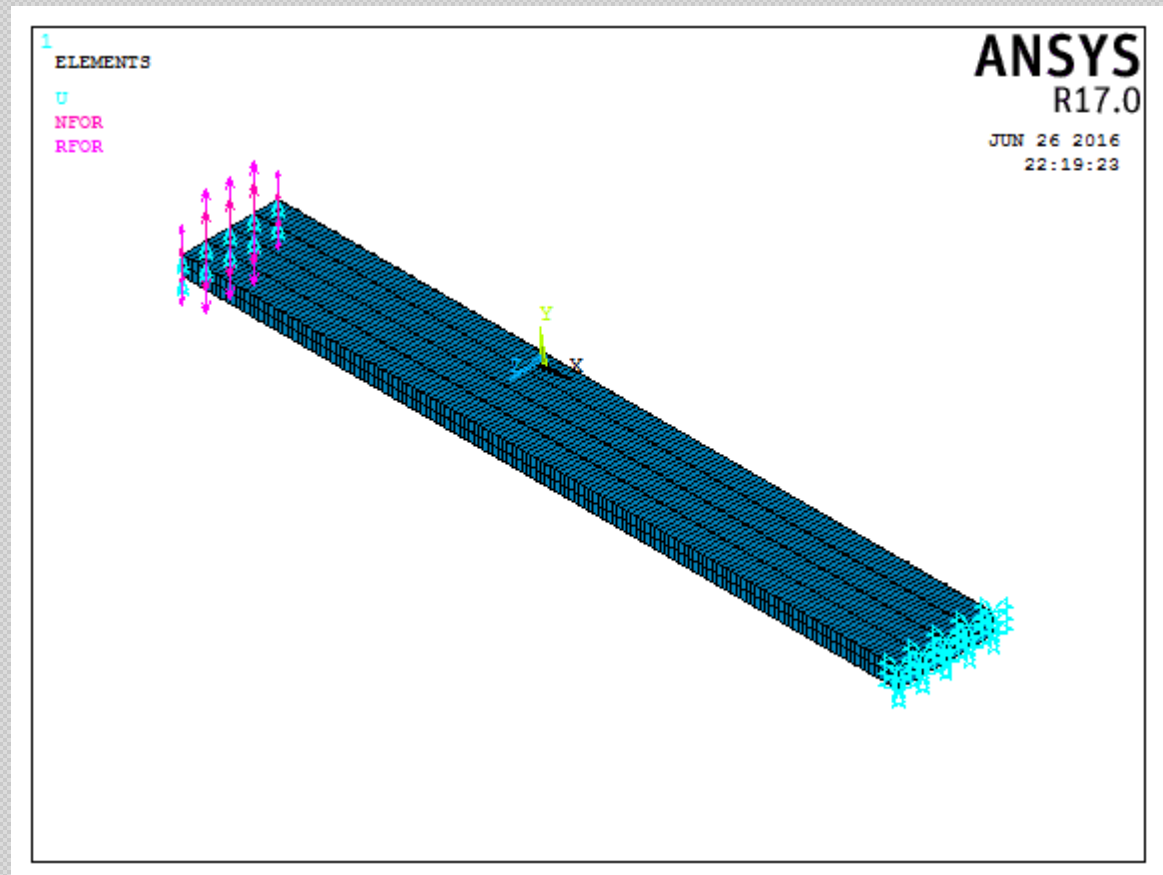 1
ELEMENTS
U
NFOR
RFOR
ANSYS
R17.0
JUN 26 2016
22:19:23
Y
Z
X